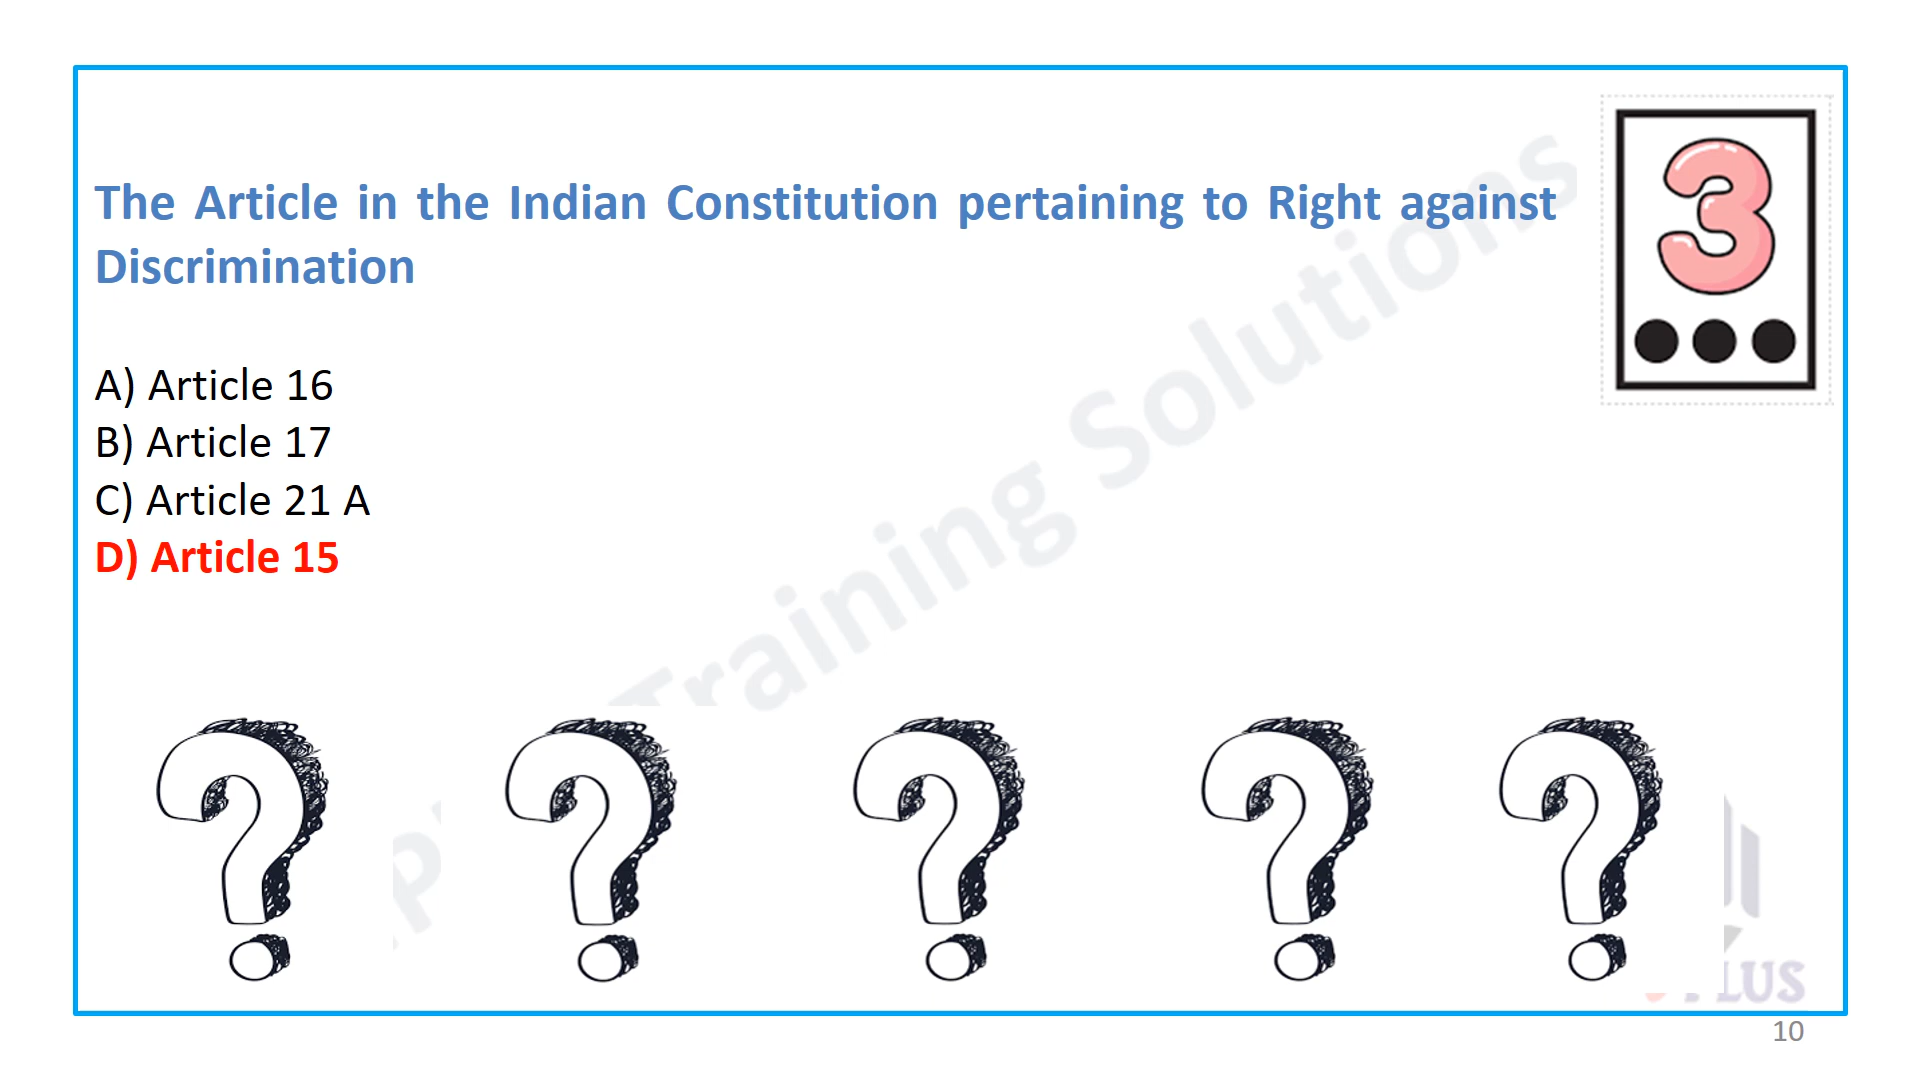 The Article in the Indian Constitution pertaining to Right against
Discrimination
3
A) Article 16
B) Article 17
C) Article 21 A
D) Article 15
Training Solutions
? ? ? ? ?
LUS
10